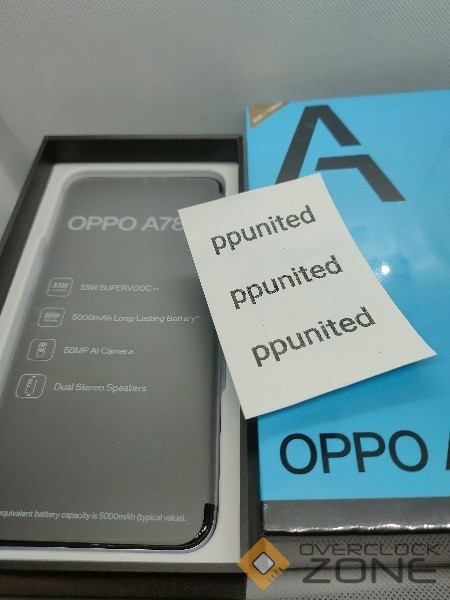 OPPO A78
33W SUPERVOOC
5000mAh Long-Lasting Battery
50MP AI Camera
Dual Stereo Speakers
equivalent battery capacity is 5000mAh (typical value).
ppunited
ppunited
ppunited
A
OPPO
OVERCLOCK
ZONE